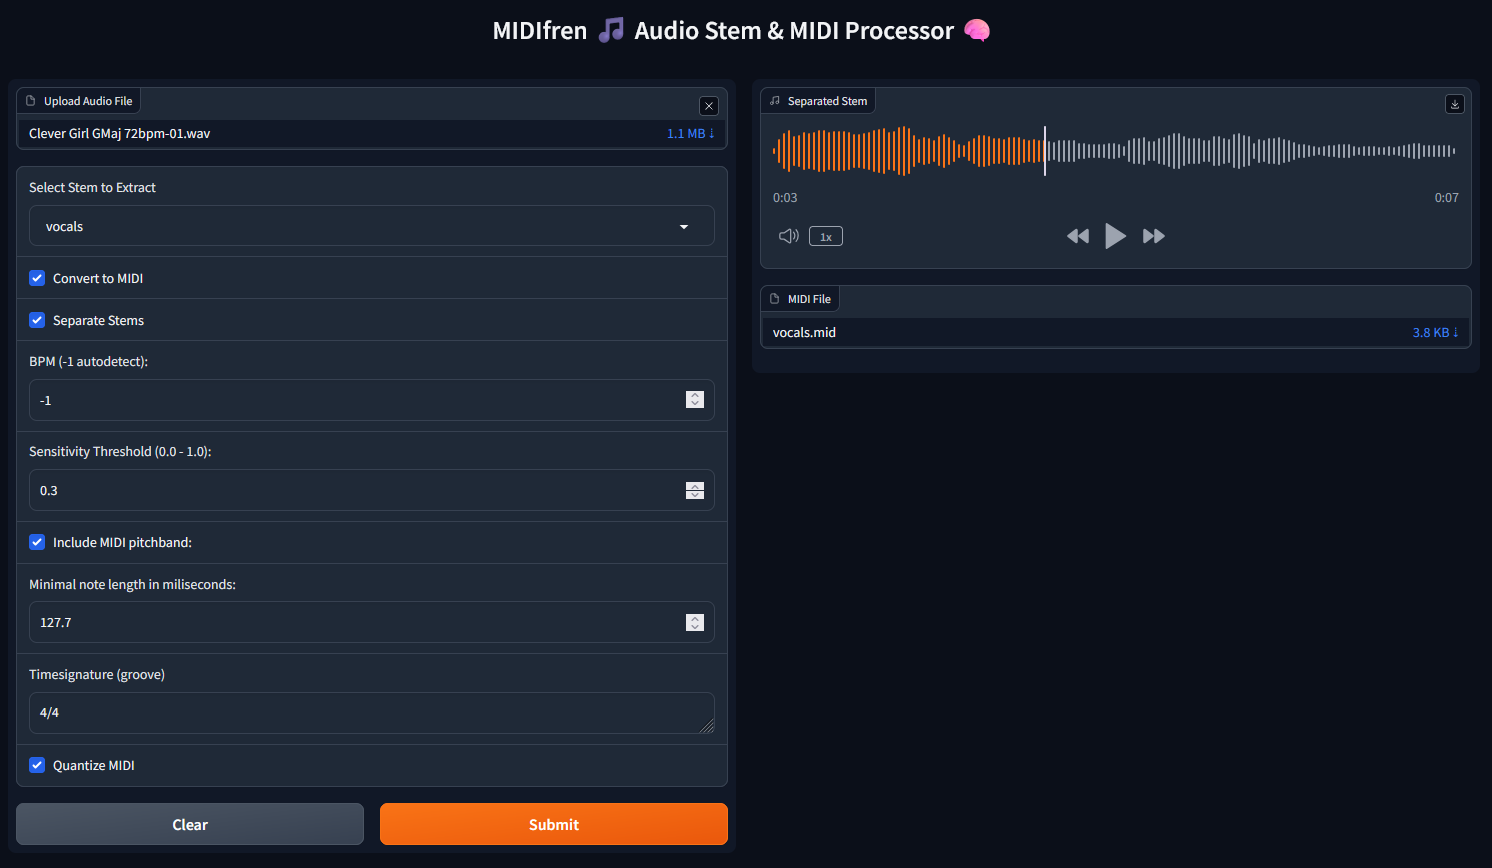 MIDIfren 🎵 Audio Stem & MIDI Processor 🧠
Upload Audio File
Clever Girl GMaj 72bpm-01.wav 1.1 MB ↓
Select Stem to Extract
vocals
Convert to MIDI
Separate Stems
BPM (-1 autodetect):
-1
Sensitivity Threshold (0.0 - 1.0):
0.3
Include MIDI pitchband:
Minimal note length in miliseconds:
127.7
Timesignature (groove)
4/4
Quantize MIDI
Clear Submit
Separated Stem
0:03 0:07
1x
MIDI File
vocals.mid 3.8 KB ↓